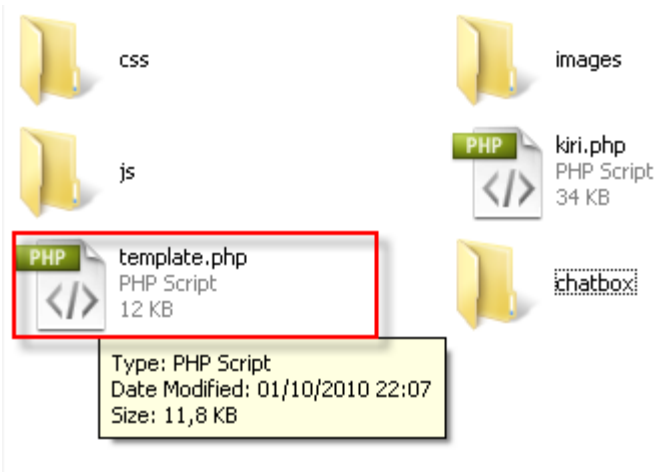 css
images
js
PHP
kiri.php
PHP Script
34 KB
PHP
template.php
PHP Script
12 KB
chatbox
Type: PHP Script
Date Modified: 01/10/2010 22:07
Size: 11,8 KB